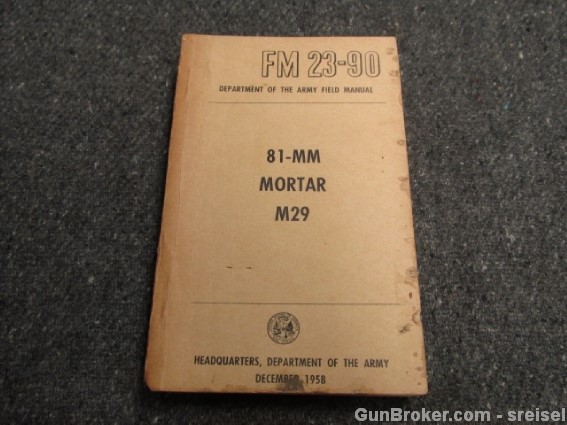 FM 23-90
DEPARTMENT OF THE ARMY FIELD MANUAL
81-MM
MORTAR
M29
HEADQUARTERS, DEPARTMENT OF THE ARMY
DECEMBER 1958
GunBroker.com - sreisel